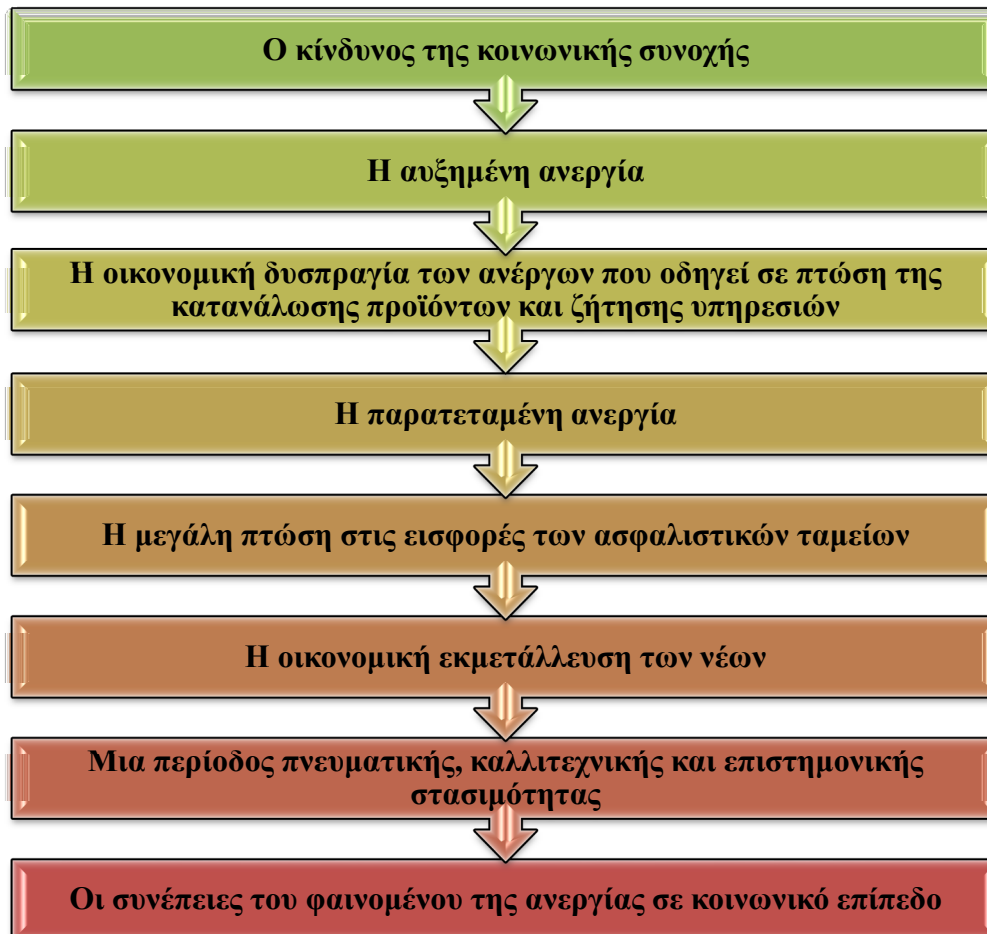 Ο κίνδυνος της κοινωνικής συνοχής
Η αυξημένη ανεργία
Η οικονομική δυσπραγία των ανέργων που οδηγεί σε πτώση της
κατανάλωσης προϊόντων και ζήτησης υπηρεσιών
Η παρατεταμένη ανεργία
Η μεγάλη πτώση στις εισφορές των ασφαλιστικών ταμείων
Η οικονομική εκμετάλλευση των νέων
Μια περίοδος πνευματικής, καλλιτεχνικής και επιστημονικής
στασιμότητας
Οι συνέπειες του φαινομένου της ανεργίας σε κοινωνικό επίπεδο